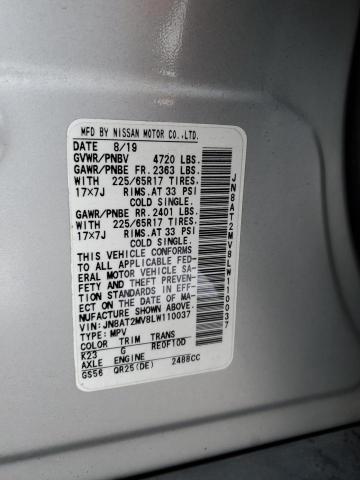 MFD BY NISSAN MOTOR CO.,LTD.
DATE 8/19
GVWR/PNBV 4720 LBS.
GAWR/PNBE FR. 2363 LBS.
WITH 225/65R17 TIRES.
17×7J RIMS.AT 33 PSI
COLD SINGLE.
GAWR/PNBE RR. 2401 LBS.
WITH 225/65R17 TIRES.
17×7J RIMS.AT 33 PSI
COLD SINGLE.
THIS VEHICLE CONFORMS
TO ALL APPLICABLE FED-
ERAL MOTOR VEHICLE SA-
FETY AND THEFT PREVEN-
TION STANDARDS IN EFF-
ECT ON THE DATE OF MA-
NUFACTURE SHOWN ABOVE.
VIN:JN8AT2MV8LW110037
TYPE:MPV
COLOR TRIM TRANS
K23 G RE0F10D
AXLE ENGINE
GS56 QR25(DE) 2488CC
JN8AT2MV8LW110037